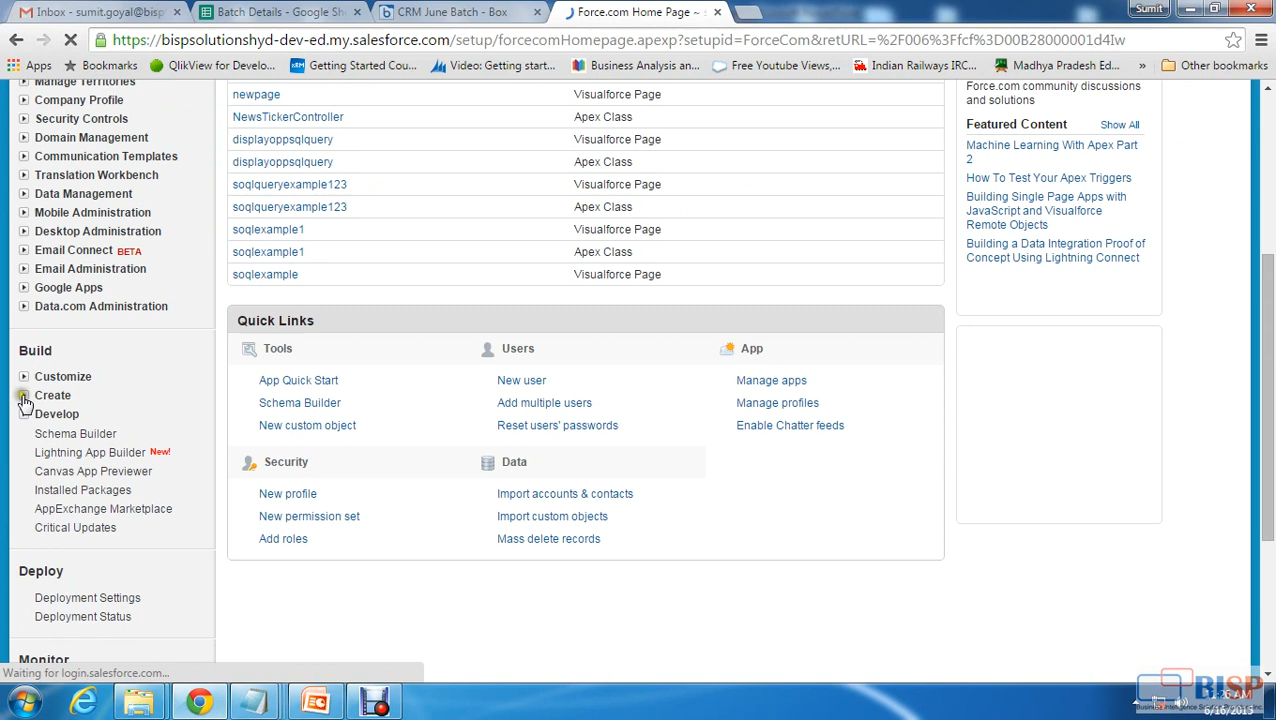 Inbox - sumit.goyal@bisp
Batch Details - Google Sh
CRM June Batch - Box
Force.com Home Page ~ s
Sumit
https://bispsolutionshyd-dev-ed.my.salesforce.com/setup/forcecomHomepage.apexp?setupid=ForceCom&retURL=%2F006%3Ffcf%3D00B28000001d4Iw
Apps
Bookmarks
QlikView for Develo...
Getting Started Cou...
Video: Getting start...
Business Analysis an...
Free Youtube Views,...
Indian Railways IRC...
Madhya Pradesh Ed...
»
Other bookmarks
Manage Territories
Company Profile
Security Controls
Domain Management
Communication Templates
Translation Workbench
Data Management
Mobile Administration
Desktop Administration
Email Connect BETA
Email Administration
Google Apps
Data.com Administration
Build
Customize
Create
Develop
Schema Builder
Lightning App Builder New!
Canvas App Previewer
Installed Packages
AppExchange Marketplace
Critical Updates
Deploy
Deployment Settings
Deployment Status
Monitor
newpage Visualforce Page
NewsTickerController Apex Class
displayoppsqlquery Visualforce Page
displayoppsqlquery Apex Class
soqlqueryexample123 Visualforce Page
soqlqueryexample123 Apex Class
soqlexample1 Visualforce Page
soqlexample1 Apex Class
soqlexample Visualforce Page
Quick Links
Tools
App Quick Start
Schema Builder
New custom object
Users
New user
Add multiple users
Reset users' passwords
App
Manage apps
Manage profiles
Enable Chatter feeds
Security
New profile
New permission set
Add roles
Data
Import accounts & contacts
Import custom objects
Mass delete records
Force.com community discussions
and solutions
Featured Content Show All
Machine Learning With Apex Part
2
How To Test Your Apex Triggers
Building Single Page Apps with
JavaScript and Visualforce
Remote Objects
Building a Data Integration Proof of
Concept Using Lightning Connect
Waiting for login.salesforce.com...
BISP
6/16/2015